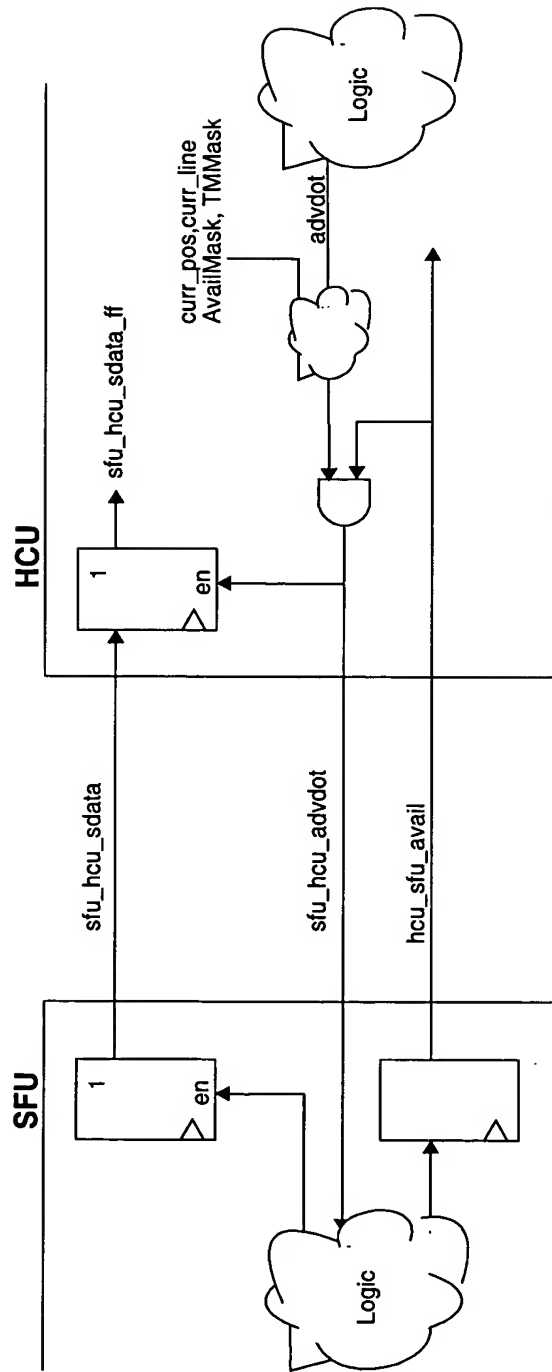 SFU
HCU
1
en
Logic
sfu_hcu_sdata
sfu_hcu_advdot
hcu_sfu_avail
1
en
sfu_hcu_sdata_ff
curr_pos,curr_line
AvailMask, TMMask
advdot
Logic